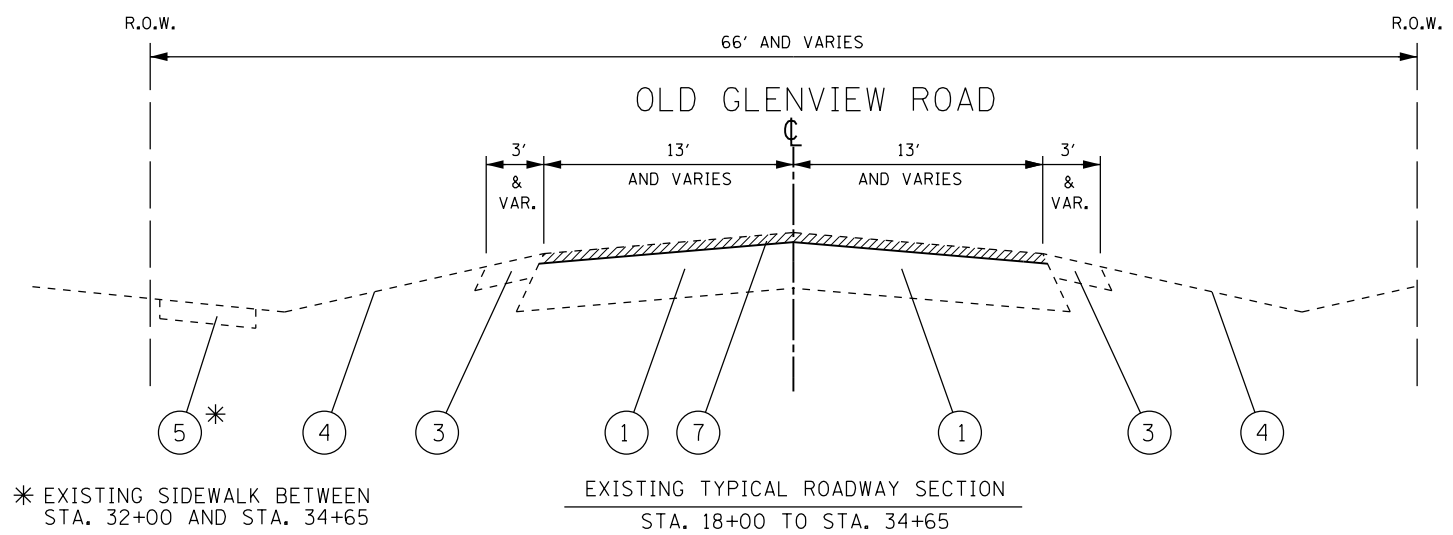 R.O.W.
R.O.W.
66' AND VARIES
OLD GLENVIEW ROAD
℄
3'
13'
13'
3'
&
AND VARIES
AND VARIES
&
VAR.
VAR.
5
*
4
3
1
7
1
3
4
* EXISTING SIDEWALK BETWEEN
STA. 32+00 AND STA. 34+65
EXISTING TYPICAL ROADWAY SECTION
STA. 18+00 TO STA. 34+65